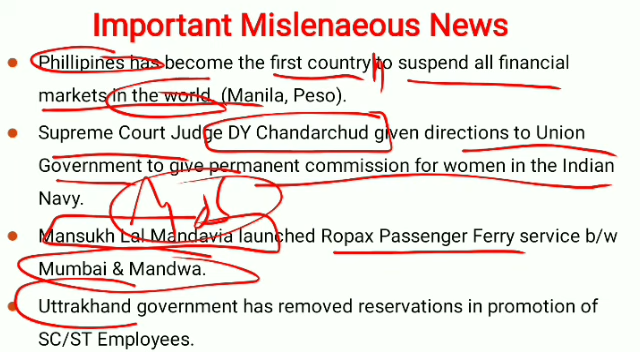 Important Mislenaeous News
Phillipines has become the first country to suspend all financial
markets in the world (Manila, Peso).
Supreme Court Judge DY Chandarchud given directions to Union
Government to give permanent commission for women in the Indian
Navy.
Mansukh Lal Mandavia launched Ropax Passenger Ferry service b/w
Mumbai & Mandwa.
Uttrakhand government has removed reservations in promotion of
SC/ST Employees.